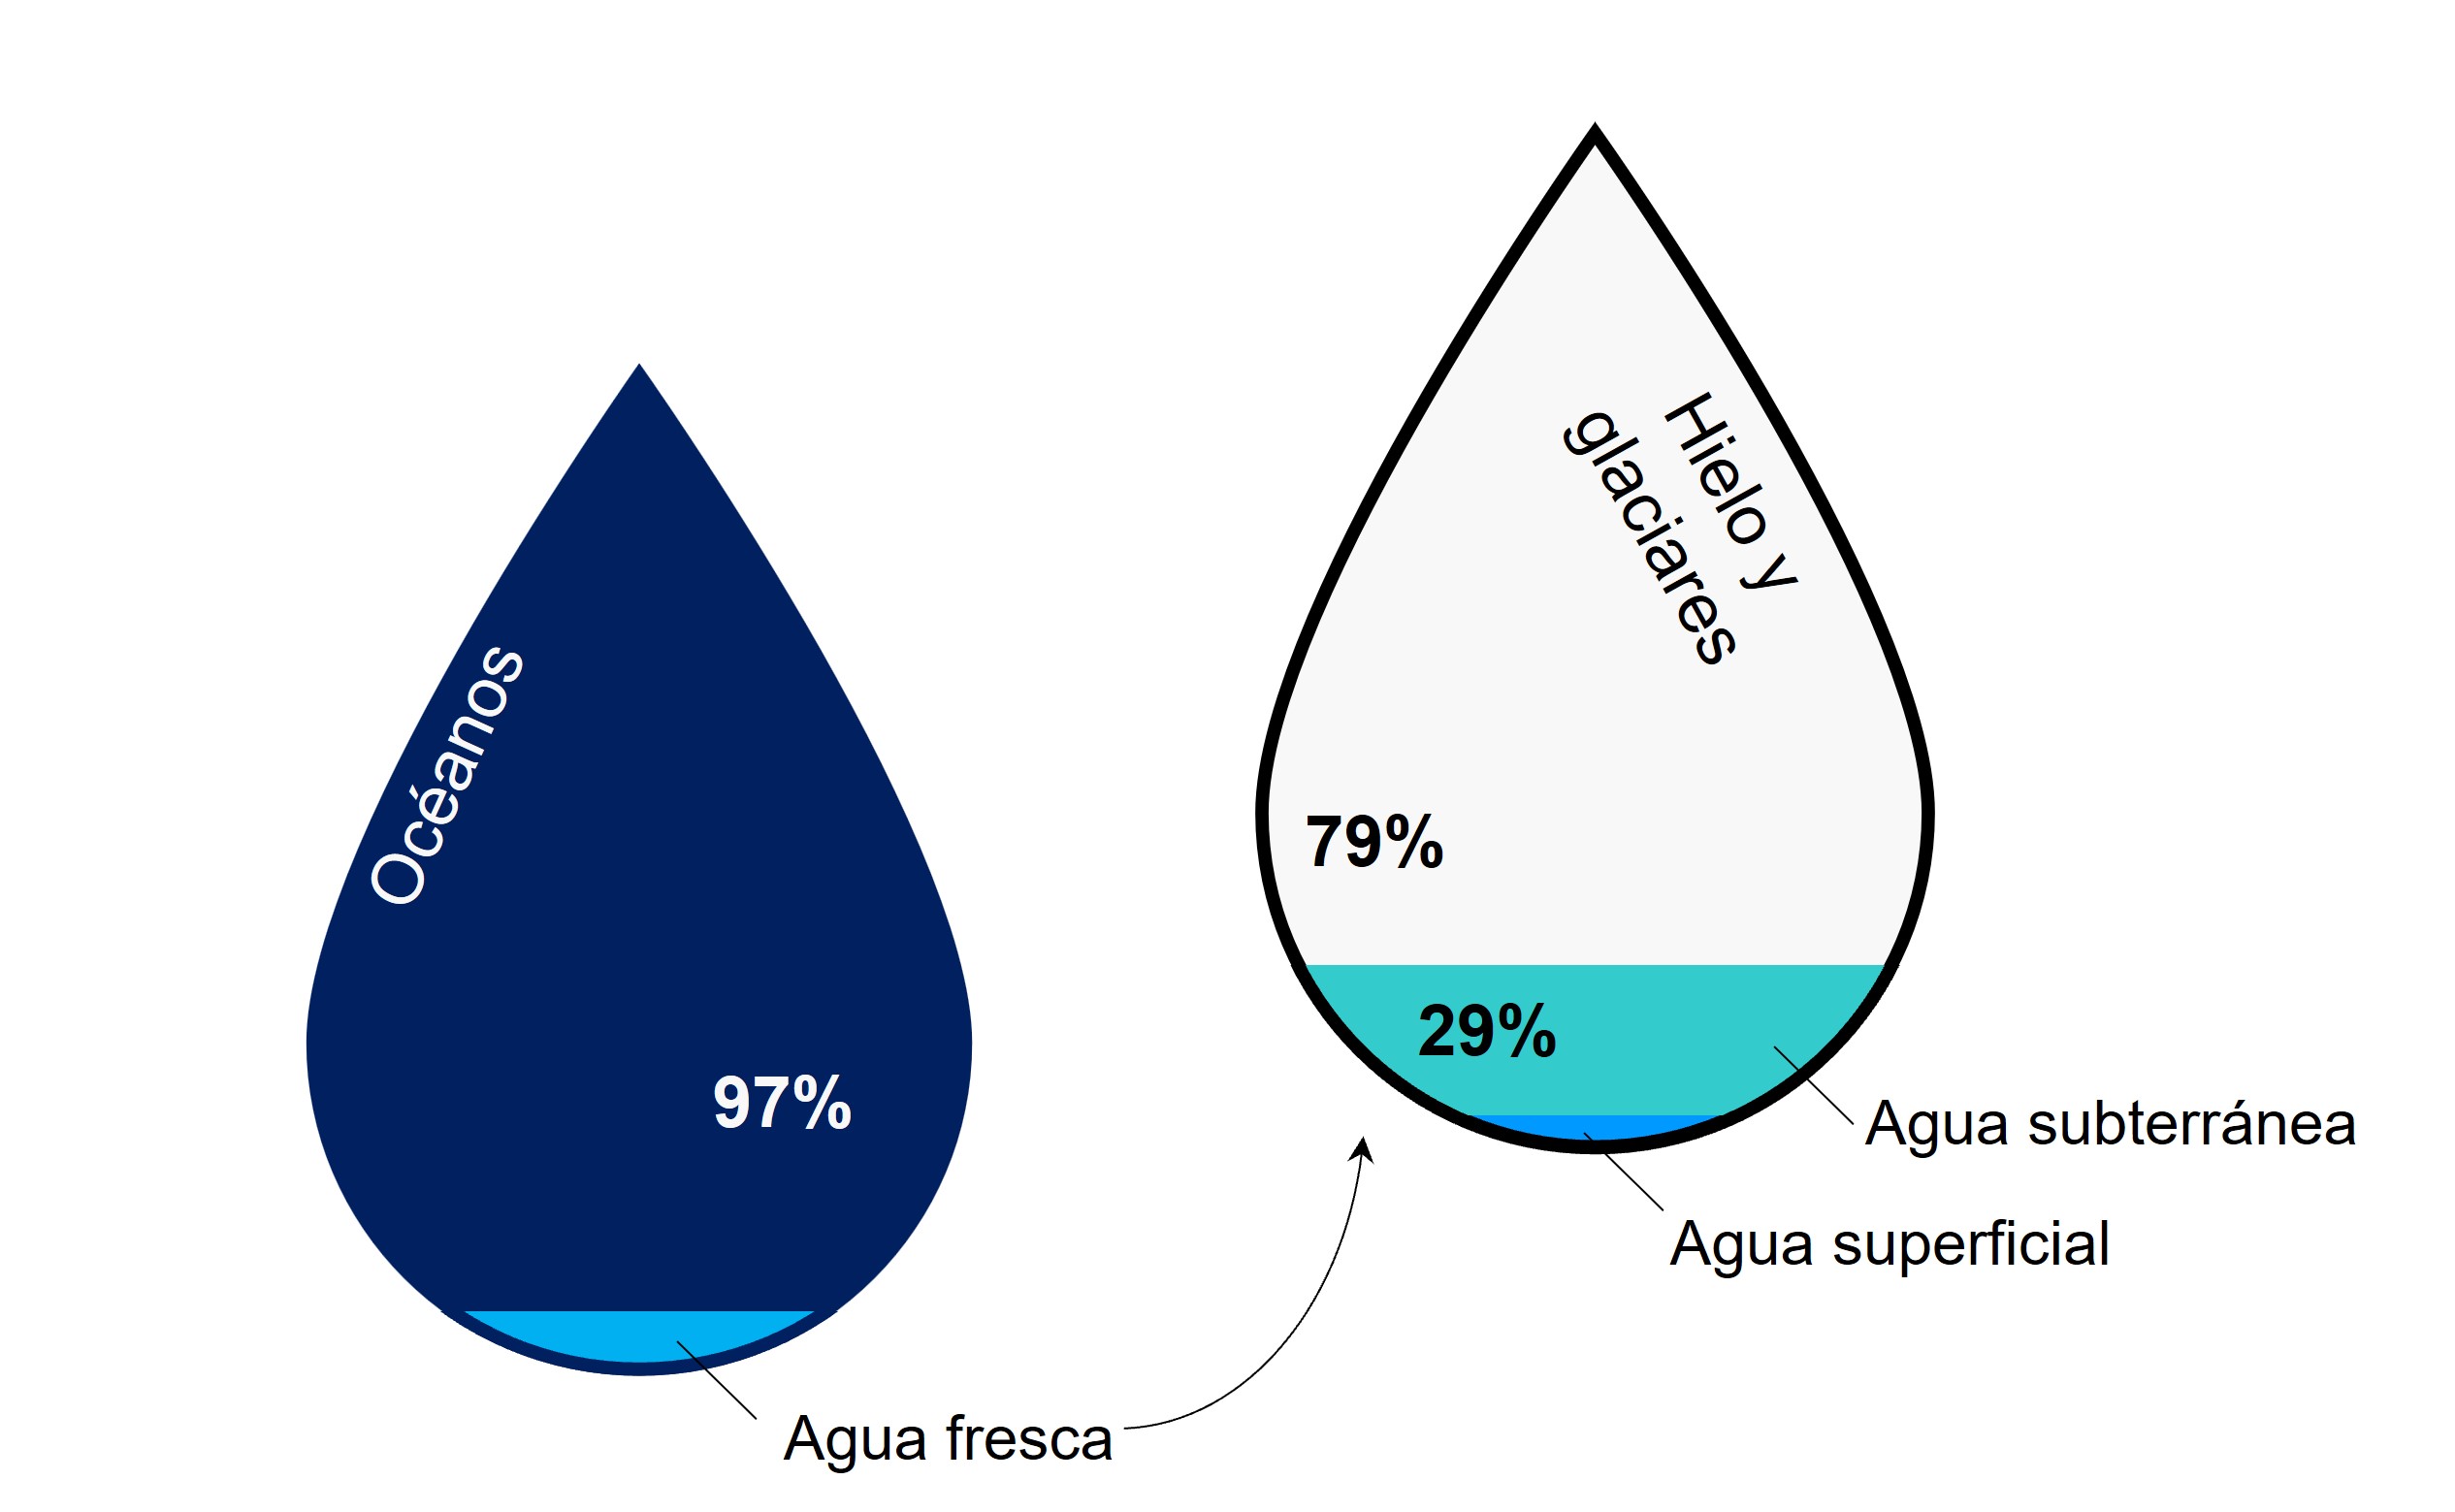 Océanos
97%
Agua fresca
Hielo y
glaciares
79%
29%
Agua subterránea
Agua superficial